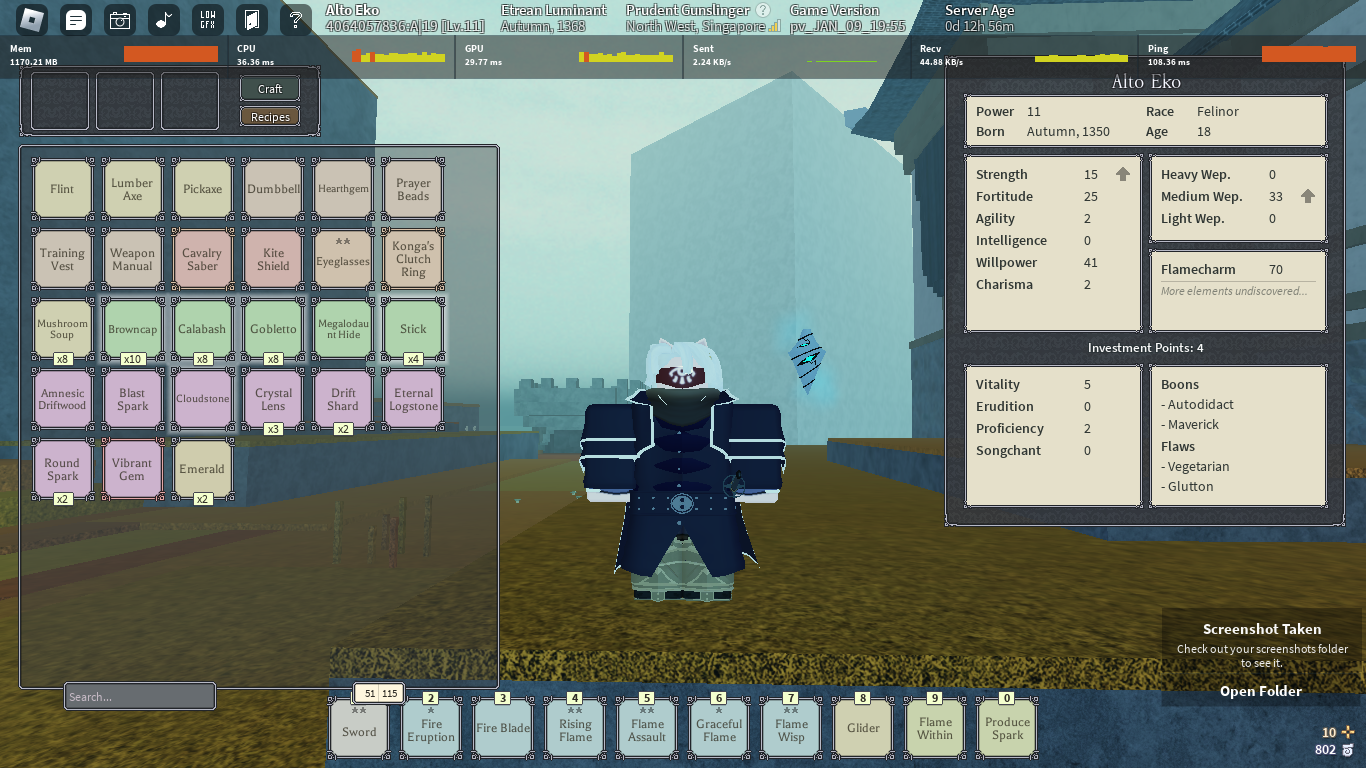 LOW
GFX
?
Alto Eko
4064057836:A|19 [Lv.11]
Etrean Luminant
Autumn, 1368
Prudent Gunslinger ?
North West, Singapore
Game Version
pv_JAN_09_19:55
Server Age
0d 12h 56m
Mem
1170.21 MB
CPU
36.36 ms
GPU
29.77 ms
Sent
2.24 KB/s
Recv
44.88 KB/s
Ping
108.36 ms
Craft
Recipes
Flint
Lumber
Axe
Pickaxe
Dumbbell
Hearthgem
Prayer
Beads
Training
Vest
Weapon
Manual
Cavalry
Saber
Kite
Shield
**
Eyeglasses
Konga's
Clutch
Ring
Mushroom
Soup
x8
Browncap
x10
Calabash
x8
Gobletto
x8
Megalodau
nt Hide
Stick
x4
Amnesic
Driftwood
Blast
Spark
Cloudstone
Crystal
Lens
x3
Drift
Shard
x2
Eternal
Logstone
Round
Spark
x2
Vibrant
Gem
Emerald
x2
Search...
Alto Eko
Power 11
Race Felinor
Born Autumn, 1350
Age 18
Strength 15
Fortitude 25
Agility 2
Intelligence 0
Willpower 41
Charisma 2
Heavy Wep. 0
Medium Wep. 33
Light Wep. 0
Flamecharm 70
More elements undiscovered...
Investment Points: 4
Vitality 5
Erudition 0
Proficiency 2
Songchant 0
Boons
- Autodidact
- Maverick
Flaws
- Vegetarian
- Glutton
Screenshot Taken
Check out your screenshots folder
to see it.
Open Folder
51 115
**
Sword
2
*
Fire
Eruption
3
Fire Blade
4
**
Rising
Flame
5
**
Flame
Assault
6
*
Graceful
Flame
7
**
Flame
Wisp
8
Glider
9
Flame
Within
0
Produce
Spark
10
802